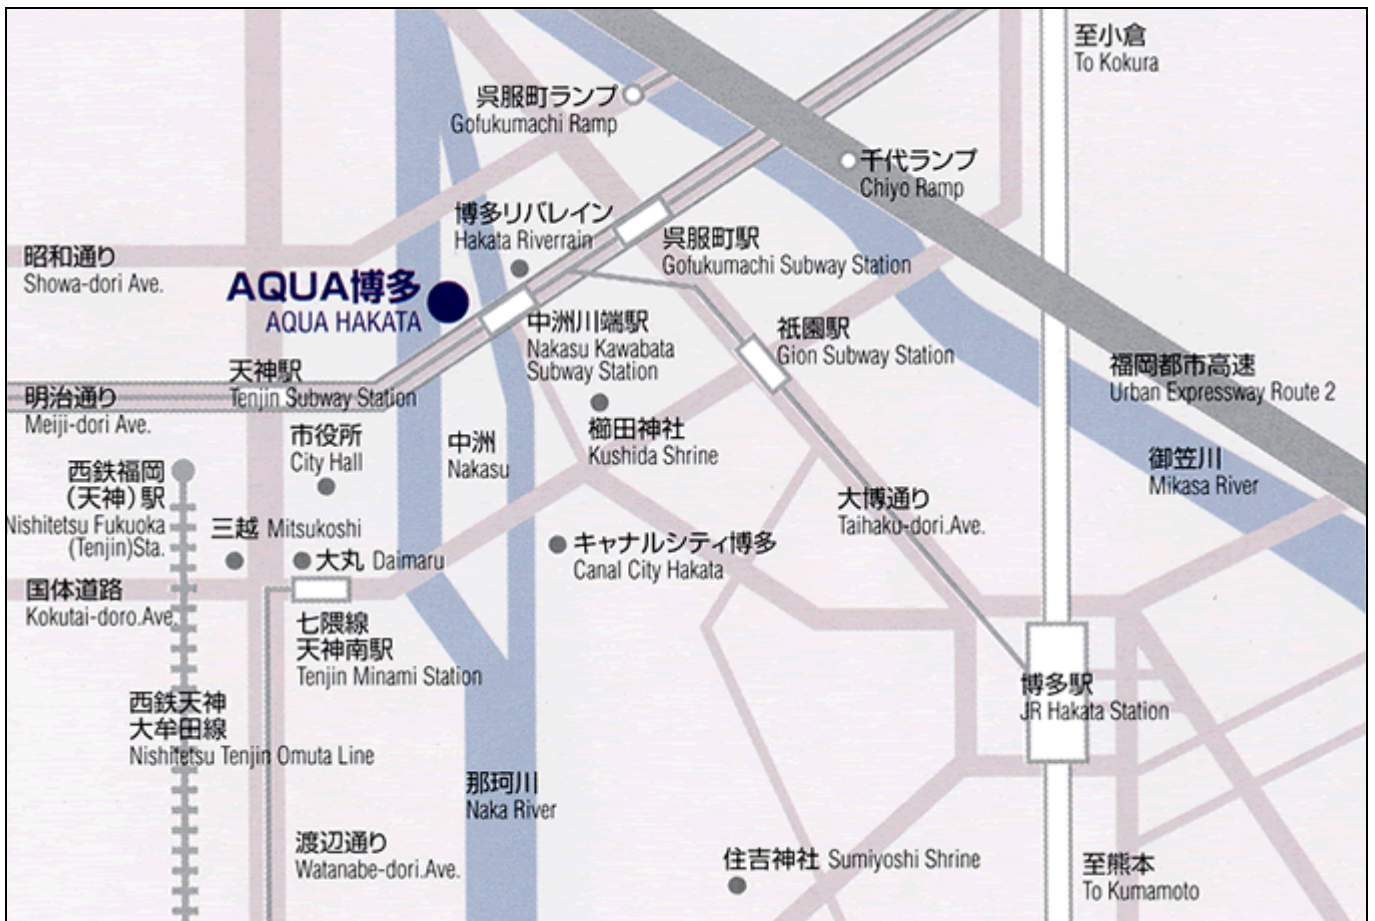 至小倉
To Kokura
呉服町ランプ
Gofukumachi Ramp
千代ランプ
Chiyo Ramp
博多リバレイン
Hakata Riverrain
呉服町駅
Gofukumachi Subway Station
昭和通り
Showa-dori Ave.
AQUA博多
AQUA HAKATA
中洲川端駅
Nakasu Kawabata
Subway Station
祇園駅
Gion Subway Station
福岡都市高速
Urban Expressway Route 2
天神駅
Tenjin Subway Station
明治通り
Meiji-dori Ave.
市役所
City Hall
中洲
Nakasu
櫛田神社
Kushida Shrine
御笠川
Mikasa River
西鉄福岡
(天神)駅
Nishitetsu Fukuoka
(Tenjin)Sta.
三越 Mitsukoshi
大丸 Daimaru
キャナルシティ博多
Canal City Hakata
大博通り
Taihaku-dori.Ave.
国体道路
Kokutai-doro.Ave.
七隈線
天神南駅
Tenjin Minami Station
西鉄天神
大牟田線
Nishitetsu Tenjin Omuta Line
博多駅
JR Hakata Station
那珂川
Naka River
渡辺通り
Watanabe-dori.Ave.
住吉神社 Sumiyoshi Shrine
至熊本
To Kumamoto